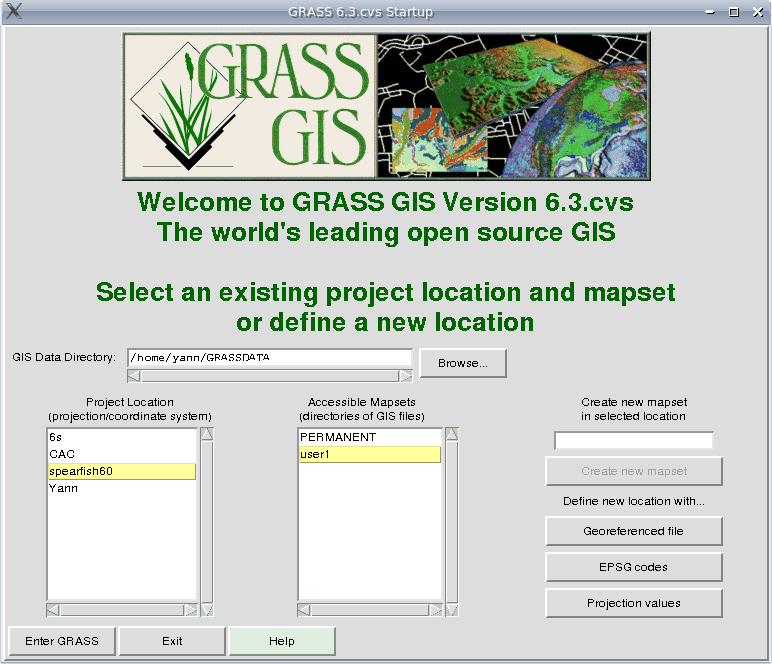 GRASS 6.3.cvs Startup
GRASS
GIS
Welcome to GRASS GIS Version 6.3.cvs
The world's leading open source GIS
Select an existing project location and mapset
or define a new location
GIS Data Directory:
/home/yann/GRASSDATA
Browse...
Project Location
(projection/coordinate system)
6s
CAC
spearfish60
Yann
Accessible Mapsets
(directories of GIS files)
PERMANENT
user1
Create new mapset
in selected location
Create new mapset
Define new location with...
Georeferenced file
EPSG codes
Projection values
Enter GRASS
Exit
Help